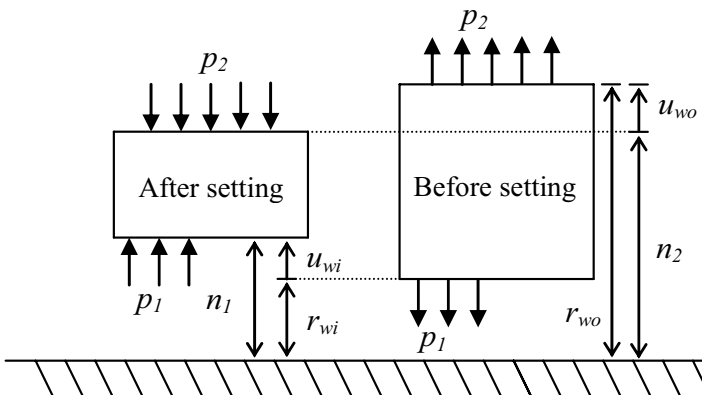 p2
p2
After setting
Before setting
uwo
n2
uwi
p1
n1
rwi
p1
rwo